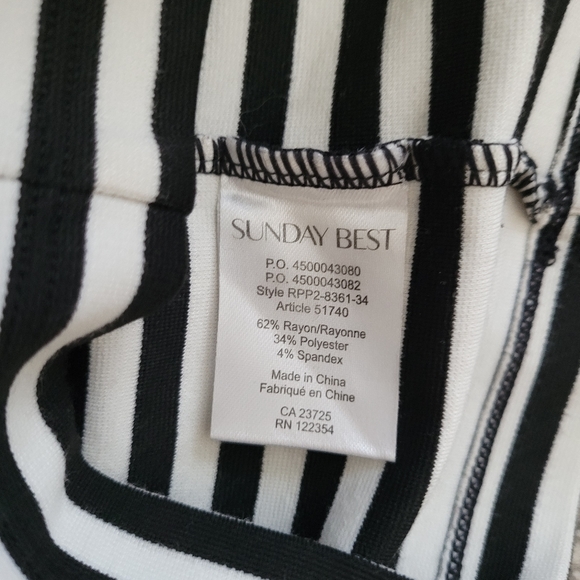 SUNDAY BEST
P.O. 4500043080
P.O. 4500043082
Style RPP2-8361-34
Article 51740
62% Rayon/Rayonne
34% Polyester
4% Spandex
Made in China
Fabriqué en Chine
CA 23725
RN 122354